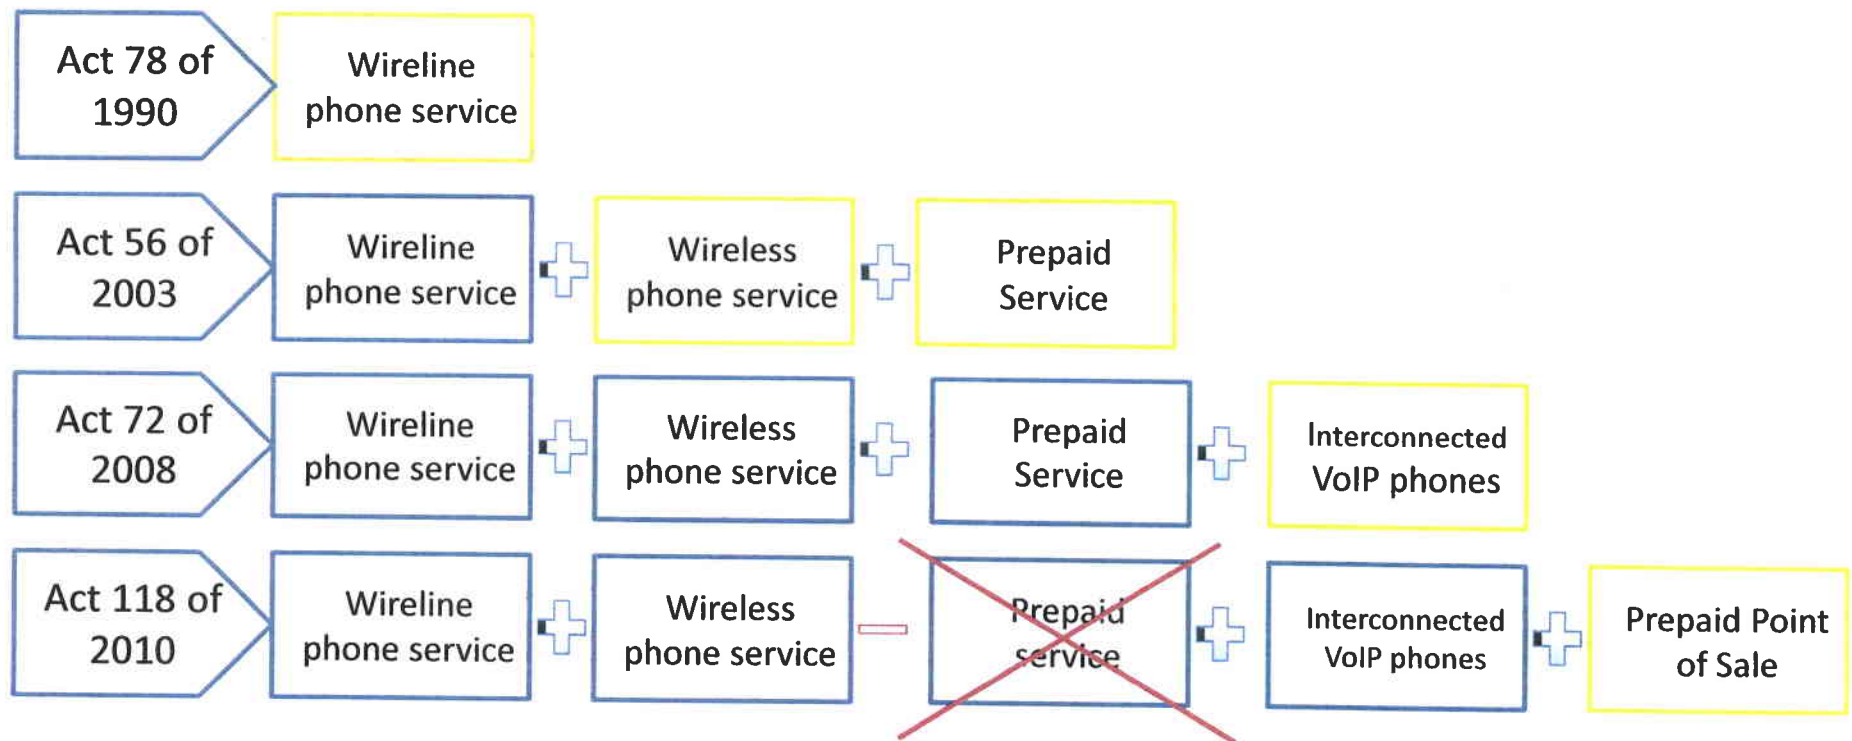 Act 78 of
1990
Wireline
phone service
Act 56 of
2003
Wireline
phone service
Wireless
phone service
Prepaid
Service
Act 72 of
2008
Wireline
phone service
Wireless
phone service
Prepaid
Service
Interconnected
VoIP phones
Act 118 of
2010
Wireline
phone service
Wireless
phone service
Prepaid
service
Interconnected
VoIP phones
Prepaid Point
of Sale